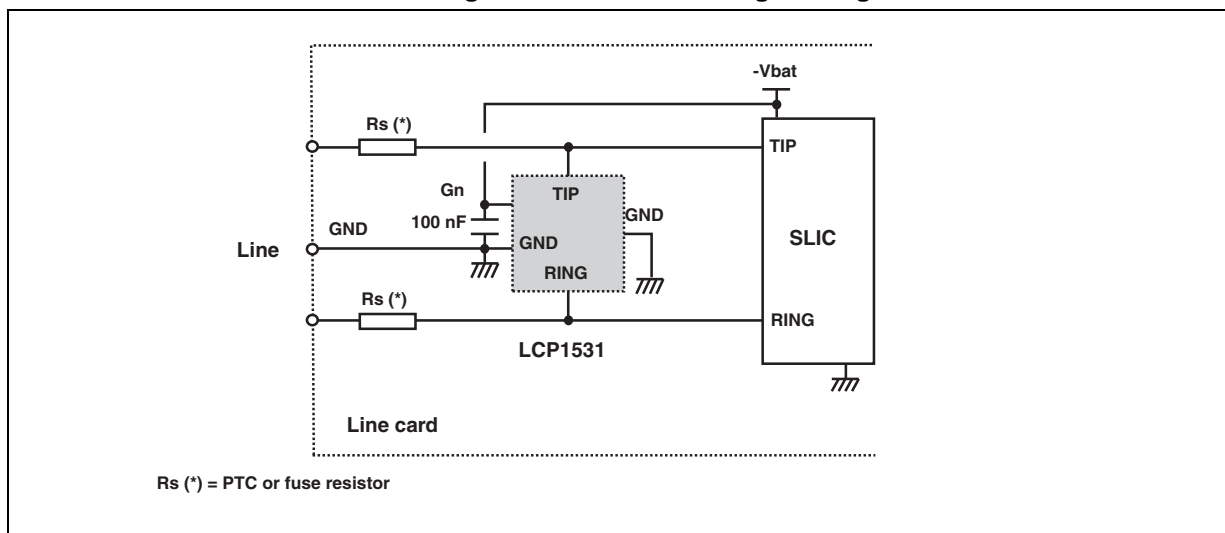 -Vbat
Rs (*)
TIP
Gn
TIP
100 nF
GND
GND
SLIC
Line
GND
RING
Rs (*)
RING
LCP1531
Line card
Rs (*) = PTC or fuse resistor